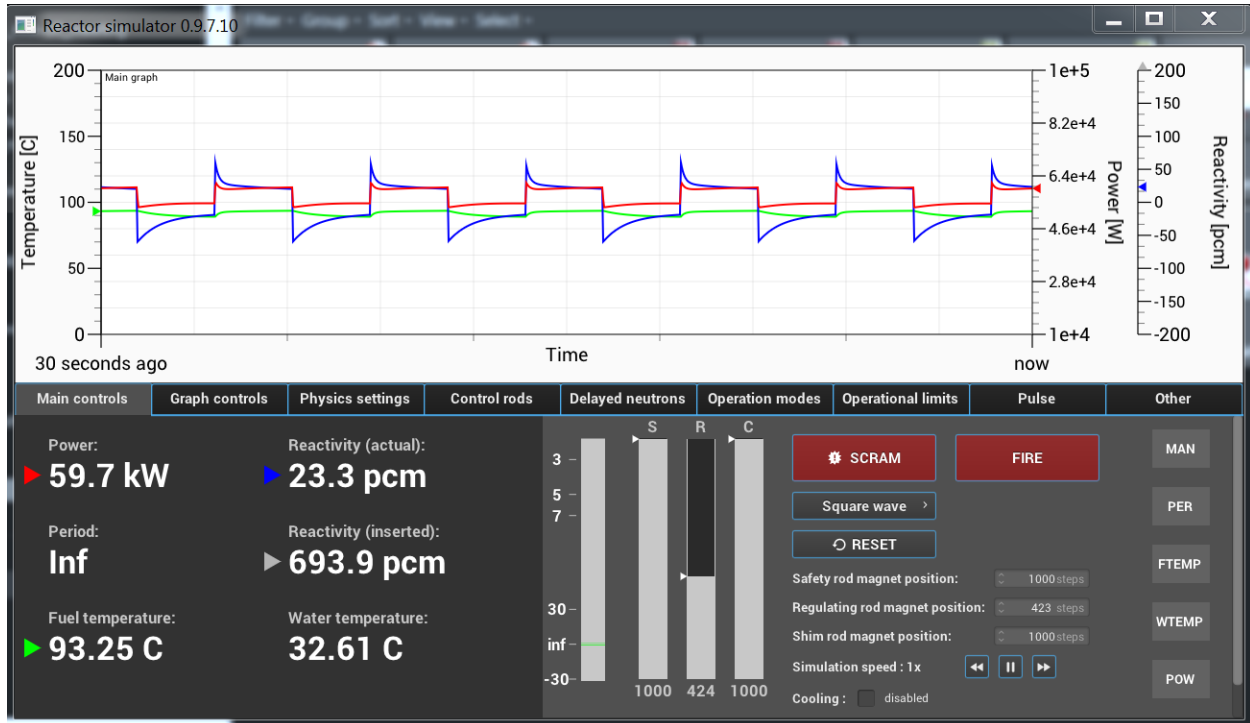 Filter - Group - Sort - View - Select -
Reactor simulator 0.9.7.10
Main graph
200
150
100
50
0
Temperature [C]
1e+5
8.2e+4
6.4e+4
4.6e+4
2.8e+4
1e+4
Power [W]
200
150
100
50
0
-50
-100
-150
-200
Reactivity [pcm]
30 seconds ago
Time
now
Main controls
Graph controls
Physics settings
Control rods
Delayed neutrons
Operation modes
Operational limits
Pulse
Other
Power:
59.7 kW
Reactivity (actual):
23.3 pcm
Period:
Inf
Reactivity (inserted):
693.9 pcm
Fuel temperature:
93.25 C
Water temperature:
32.61 C
3
5
7
30
inf
-30
S R C
1000 424 1000
SCRAM
FIRE
Square wave
RESET
Safety rod magnet position: 1000 steps
Regulating rod magnet position: 423 steps
Shim rod magnet position: 1000 steps
Simulation speed : 1x
Cooling : disabled
MAN
PER
FTEMP
WTEMP
POW